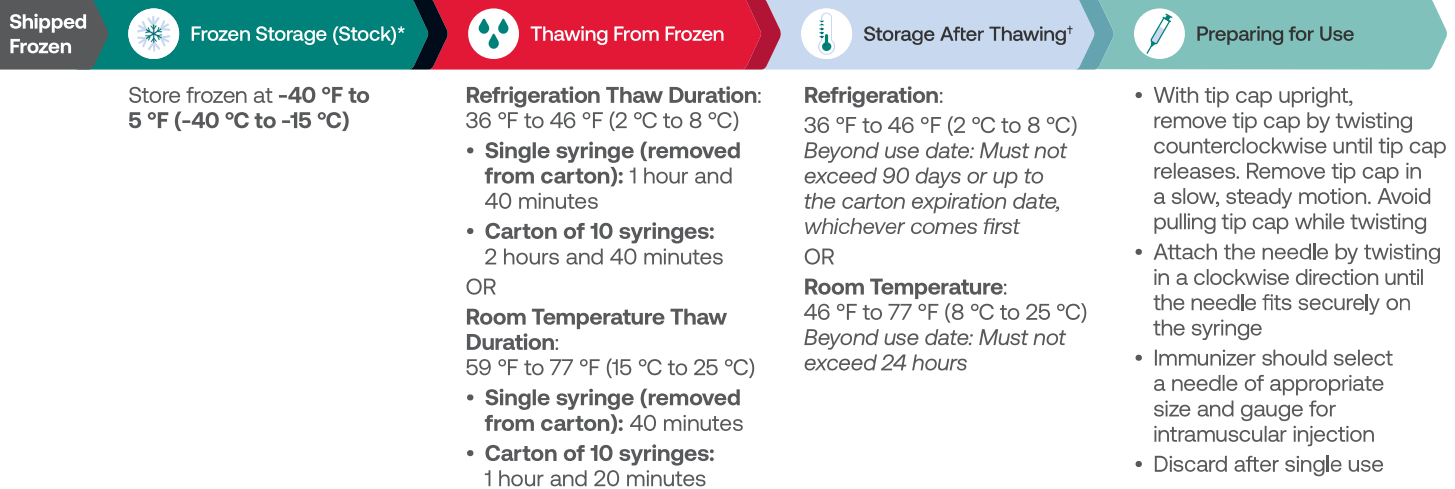 Shipped
Frozen
Frozen Storage (Stock)*
Thawing From Frozen
Storage After Thawing†
Preparing for Use
Store frozen at -40 °F to
5 °F (-40 °C to -15 °C)
Refrigeration Thaw Duration:
36 °F to 46 °F (2 °C to 8 °C)
• Single syringe (removed
from carton): 1 hour and
40 minutes
• Carton of 10 syringes:
2 hours and 40 minutes
OR
Room Temperature Thaw
Duration:
59 °F to 77 °F (15 °C to 25 °C)
• Single syringe (removed
from carton): 40 minutes
• Carton of 10 syringes:
1 hour and 20 minutes
Refrigeration:
36 °F to 46 °F (2 °C to 8 °C)
Beyond use date: Must not
exceed 90 days or up to
the carton expiration date,
whichever comes first
OR
Room Temperature:
46 °F to 77 °F (8 °C to 25 °C)
Beyond use date: Must not
exceed 24 hours
• With tip cap upright,
remove tip cap by twisting
counterclockwise until tip cap
releases. Remove tip cap in
a slow, steady motion. Avoid
pulling tip cap while twisting
• Attach the needle by twisting
in a clockwise direction until
the needle fits securely on
the syringe
• Immunizer should select
a needle of appropriate
size and gauge for
intramuscular injection
• Discard after single use